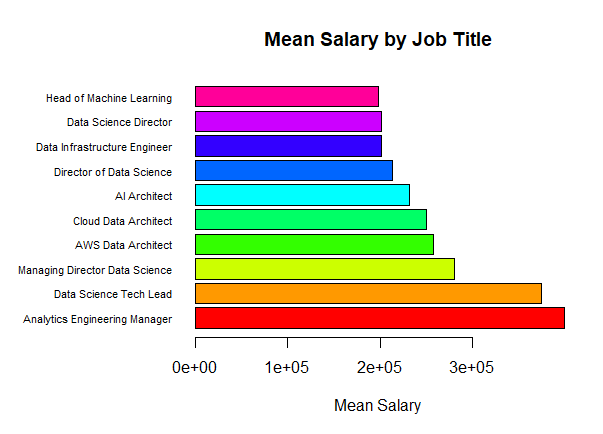 Mean Salary by Job Title
Head of Machine Learning
Data Science Director
Data Infrastructure Engineer
Director of Data Science
AI Architect
Cloud Data Architect
AWS Data Architect
Managing Director Data Science
Data Science Tech Lead
Analytics Engineering Manager
0e+00 1e+05 2e+05 3e+05
Mean Salary